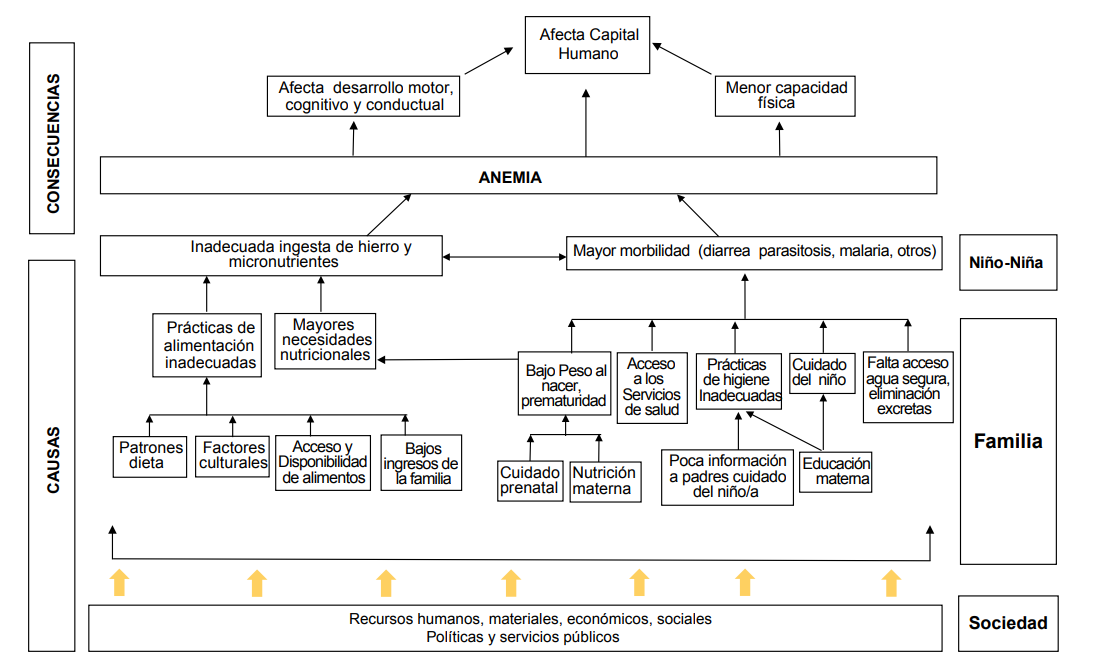 Afecta Capital
Humano
CONSECUENCIAS
Afecta desarrollo motor,
cognitivo y conductual
Menor capacidad
física
ANEMIA
Inadecuada ingesta de hierro y
micronutrientes
Mayor morbilidad (diarrea parasitosis, malaria, otros)
Niño-Niña
CAUSAS
Prácticas de
alimentación
inadecuadas
Mayores
necesidades
nutricionales
Bajo Peso al
nacer,
prematuridad
Acceso
a los
Servicios
de salud
Prácticas
de higiene
Inadecuadas
Cuidado
del niño
Falta acceso
agua segura,
eliminación
excretas
Familia
Patrones
dieta
Factores
culturales
Acceso y
Disponibilidad
de alimentos
Bajos
ingresos de
la familia
Cuidado
prenatal
Nutrición
materna
Poca información
a padres cuidado
del niño/a
Educación
materna
Recursos humanos, materiales, económicos, sociales
Políticas y servicios públicos
Sociedad